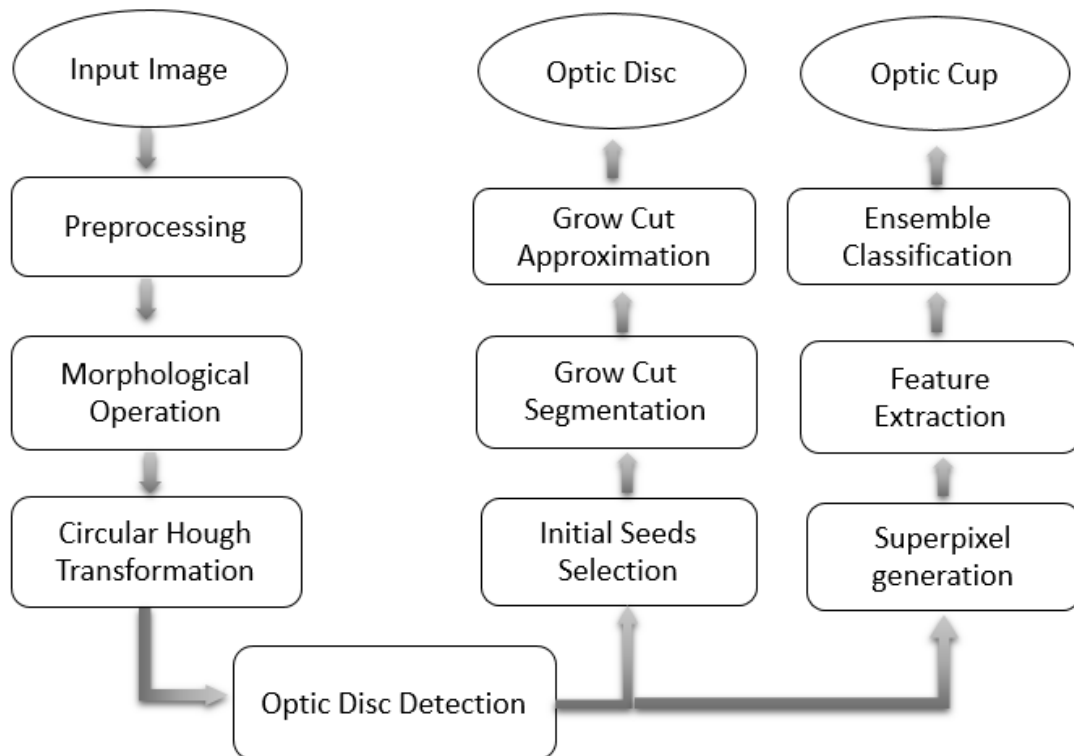 Input Image
Preprocessing
Morphological
Operation
Circular Hough
Transformation
Optic Disc Detection
Initial Seeds
Selection
Grow Cut
Segmentation
Grow Cut
Approximation
Optic Disc
Superpixel
generation
Feature
Extraction
Ensemble
Classification
Optic Cup